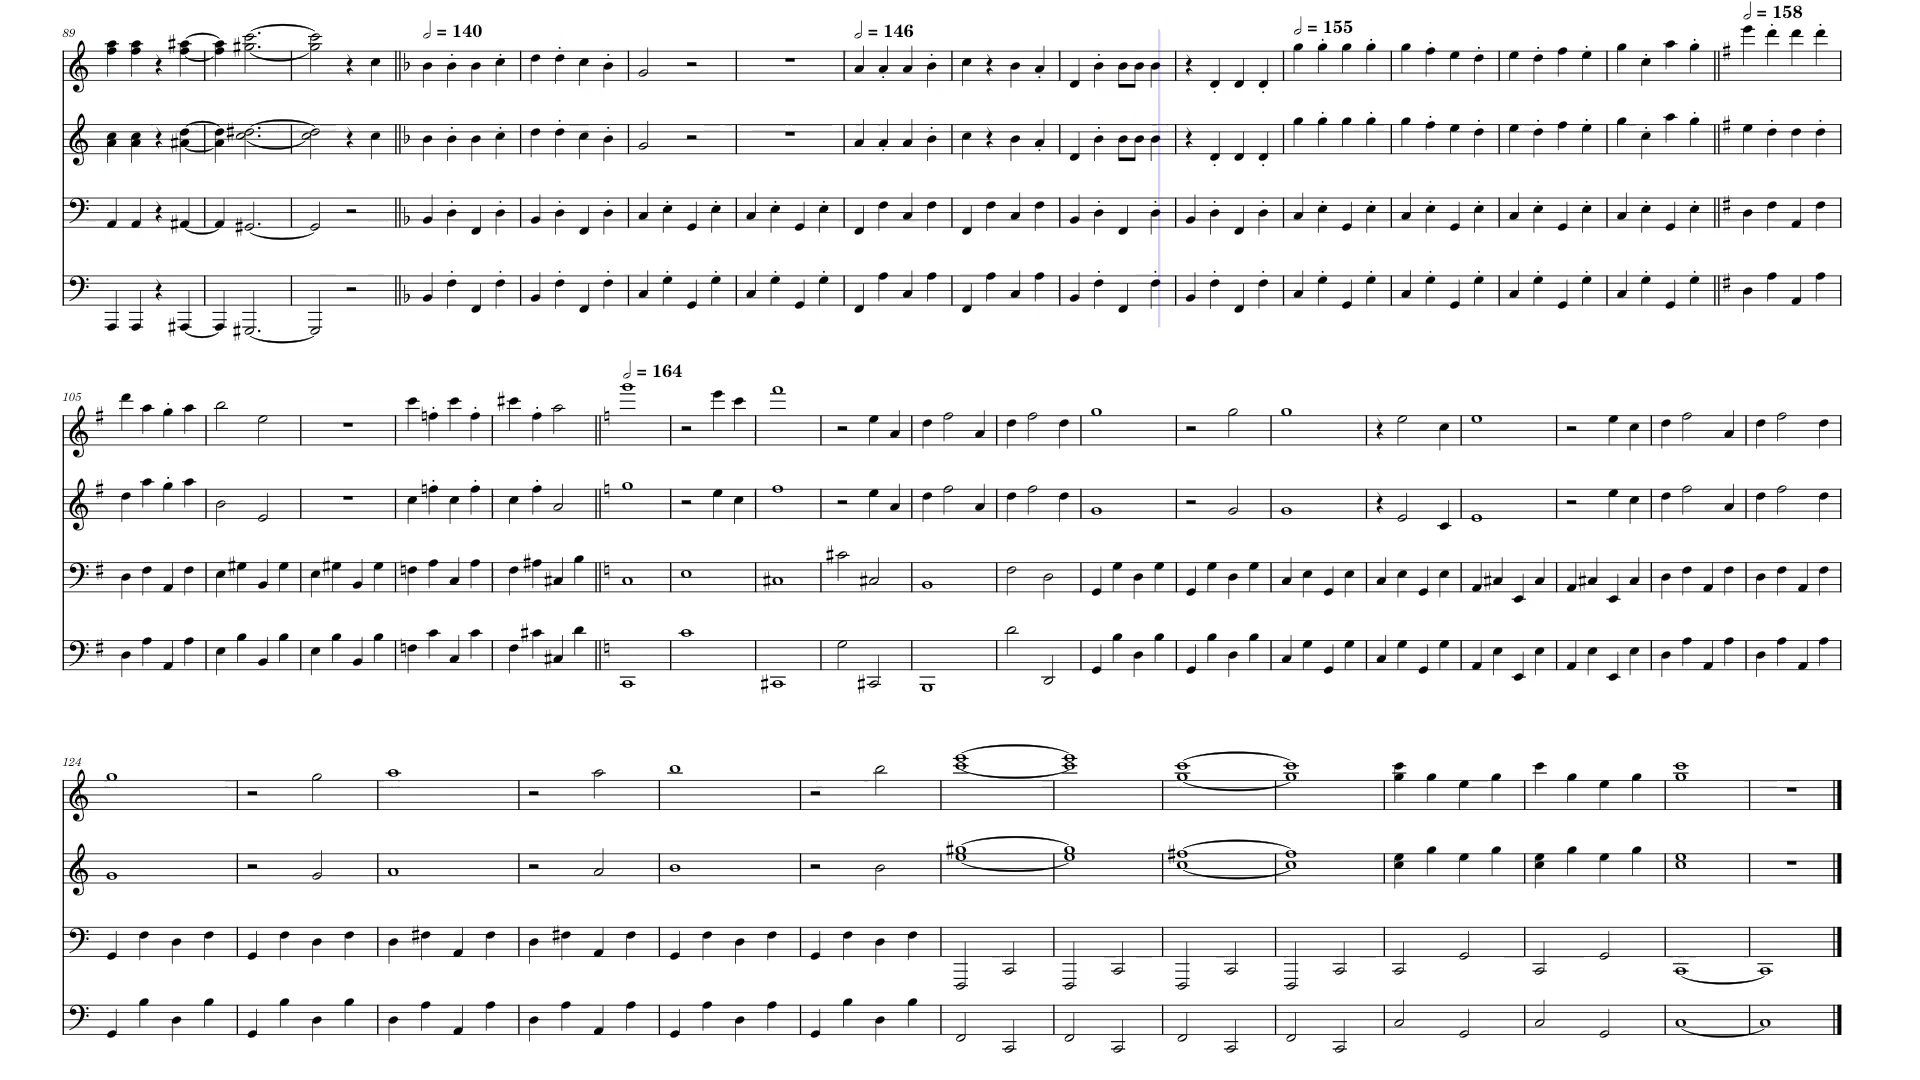 89
𝅗𝅥 = 140
𝅗𝅥 = 146
𝅗𝅥 = 155
𝅗𝅥 = 158
105
𝅗𝅥 = 164
124